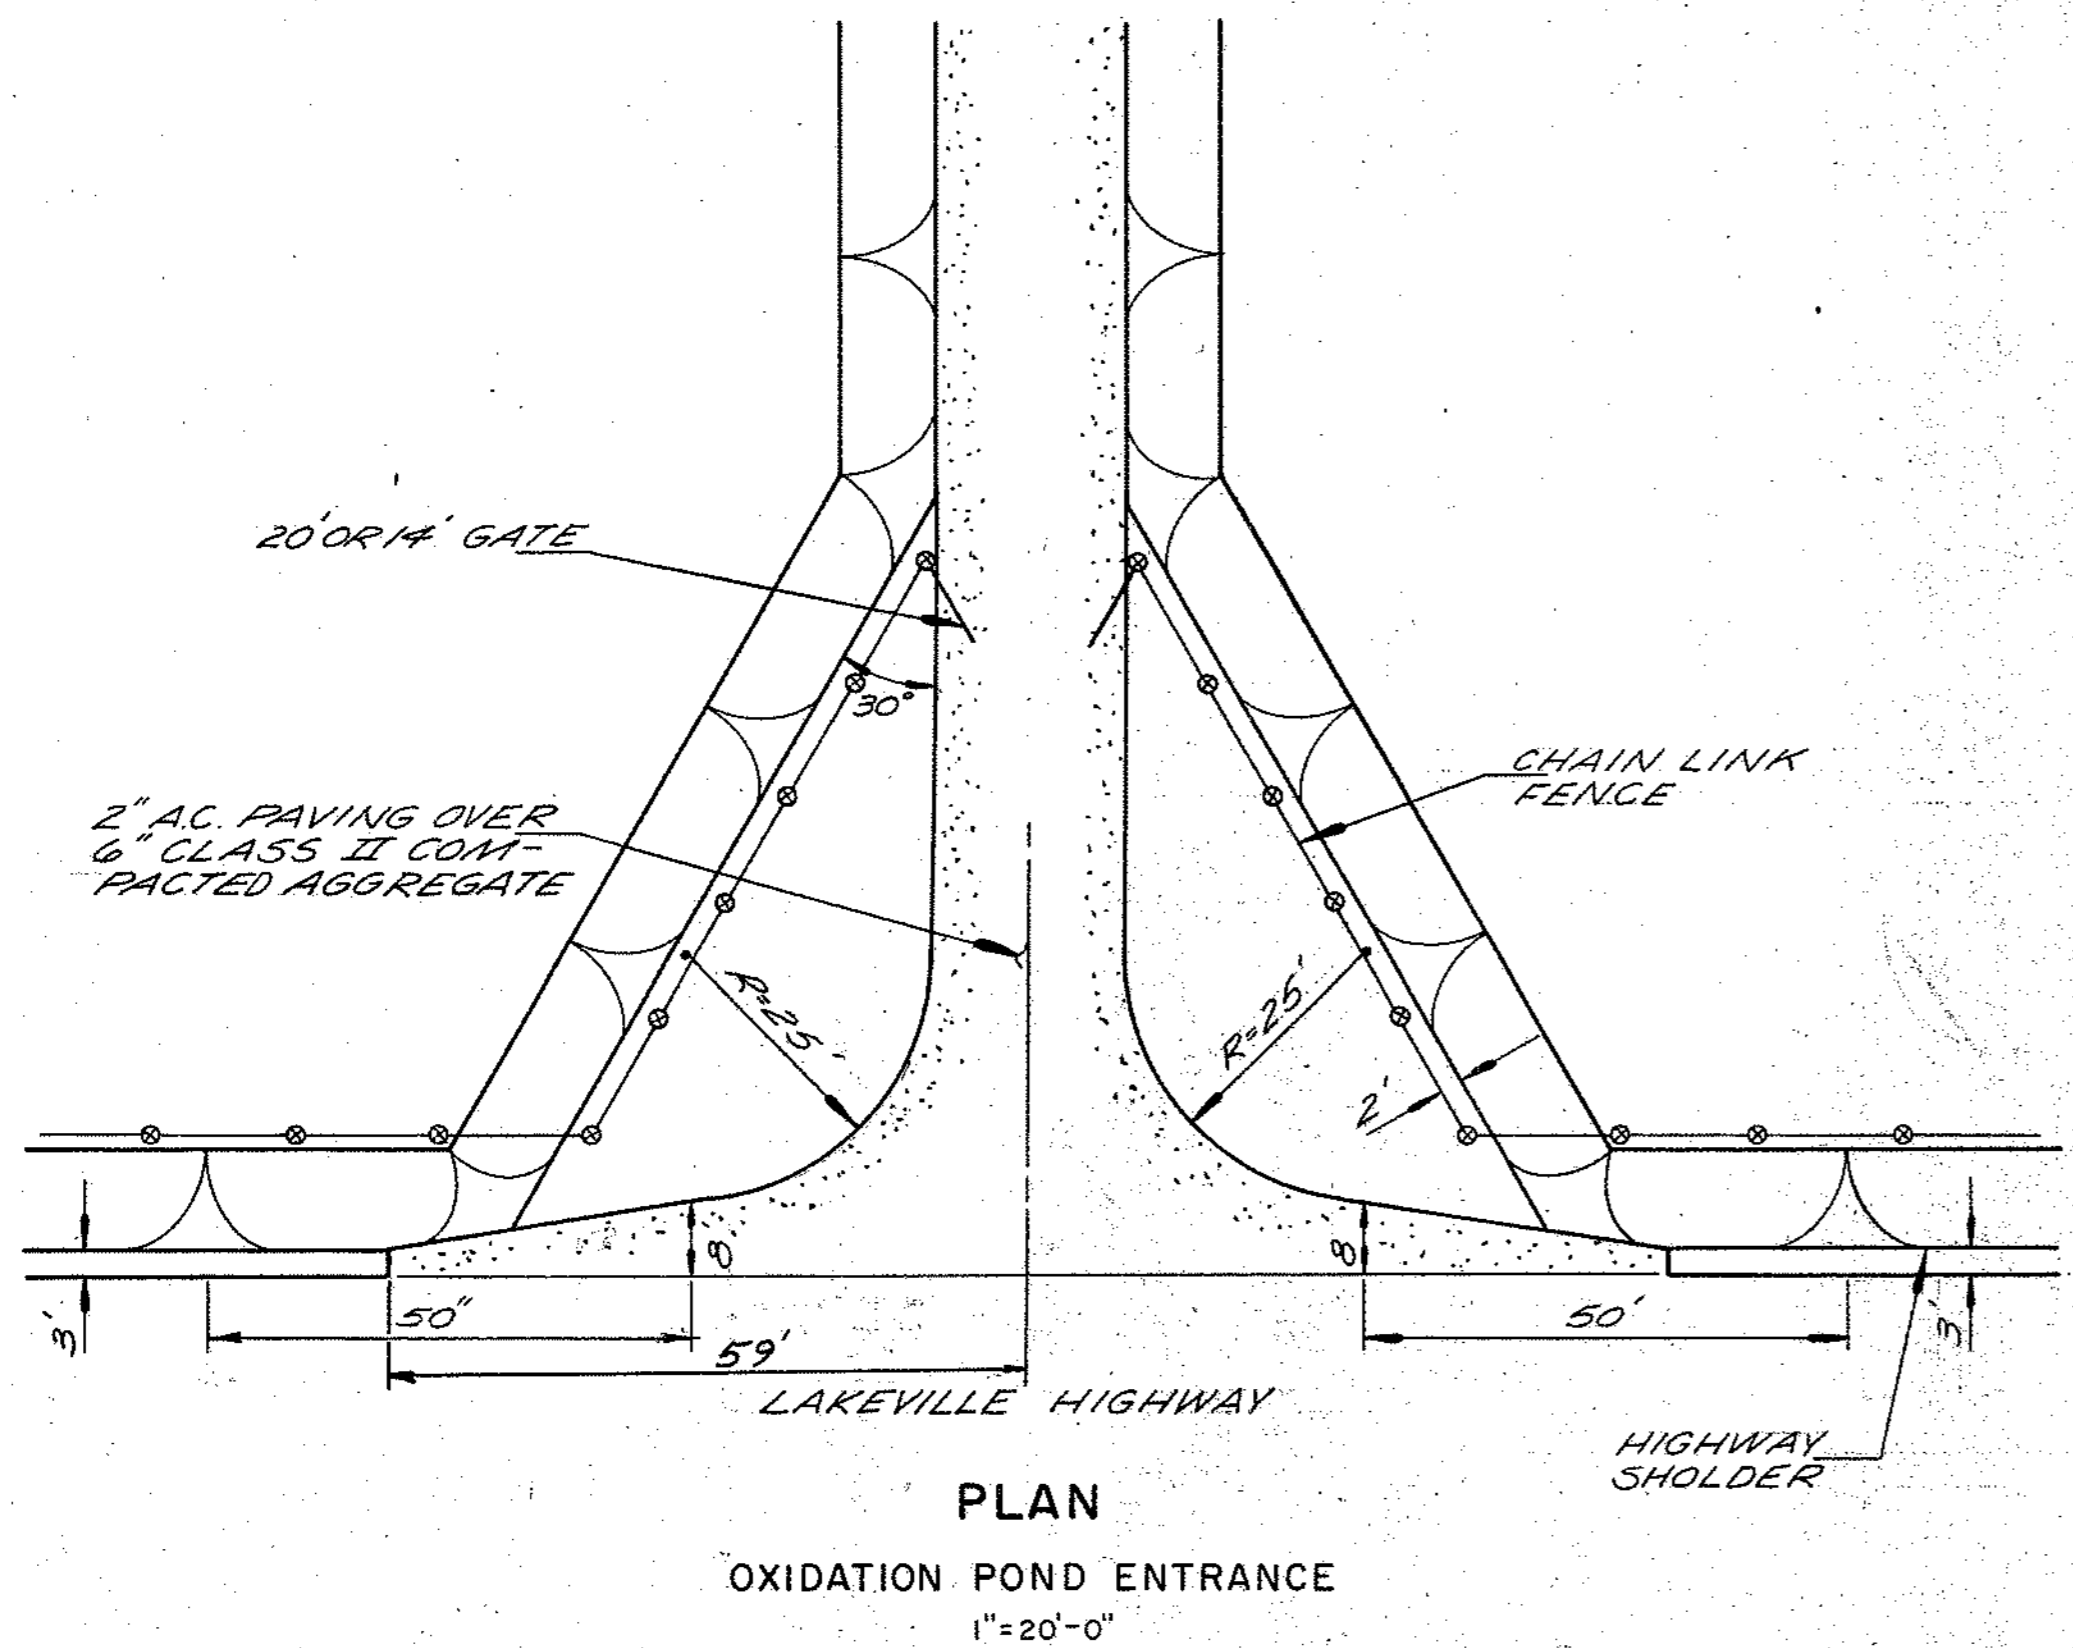 20' OR 14' GATE
30°
CHAIN LINK
FENCE
2" A.C. PAVING OVER
6" CLASS II COM-
PACTED AGGREGATE
R=25'
R=25'
2'
8
8
3'
50"
59'
50'
3'
LAKEVILLE HIGHWAY
HIGHWAY
SHOLDER
PLAN
OXIDATION POND ENTRANCE
1"=20'-0"